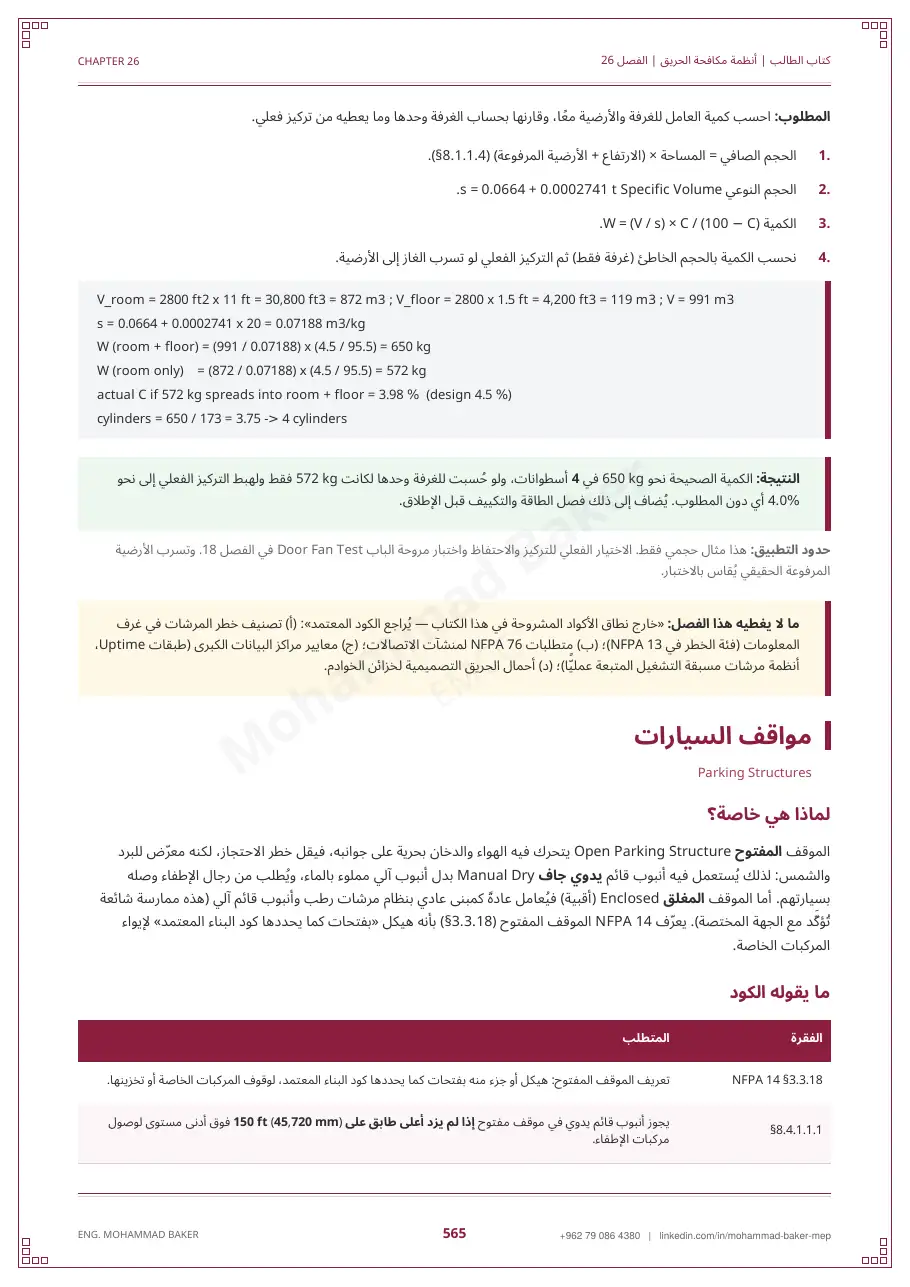 كتاب الطالب | أنظمة مكافحة الحريق | الفصل 26
CHAPTER 26
المطلوب: احسب كمية العامل للغرفة والأرضية معًا، وقارنها بحساب الغرفة وحدها وما يعطيه من تركيز فعلي.
1. الحجم الصافي = المساحة × (الارتفاع + الأرضية المرفوعة) (§8.1.1.4).
2. الحجم النوعي s = 0.0664 + 0.0002741 t Specific Volume.
3. الكمية W = (V / s) × C / (100 − C).
4. نحسب الكمية بالحجم الخاطئ (غرفة فقط) ثم التركيز الفعلي لو تسرب الغاز إلى الأرضية.
V_room = 2800 ft2 x 11 ft = 30,800 ft3 = 872 m3 ; V_floor = 2800 x 1.5 ft = 4,200 ft3 = 119 m3 ; V = 991 m3
s = 0.0664 + 0.0002741 x 20 = 0.07188 m3/kg
W (room + floor) = (991 / 0.07188) x (4.5 / 95.5) = 650 kg
W (room only) = (872 / 0.07188) x (4.5 / 95.5) = 572 kg
actual C if 572 kg spreads into room + floor = 3.98 % (design 4.5 %)
cylinders = 650 / 173 = 3.75 -> 4 cylinders
النتيجة: الكمية الصحيحة نحو 650 kg في 4 أسطوانات، ولو حُسبت للغرفة وحدها لكانت 572 kg فقط ولهبط التركيز الفعلي إلى نحو
4.0% أي دون المطلوب. يُضاف إلى ذلك فصل الطاقة والتكييف قبل الإطلاق.
حدود التطبيق: هذا مثال حجمي فقط. الاختيار الفعلي للتركيز والاحتفاظ واختبار مروحة الباب Door Fan Test في الفصل 18. وتسرب الأرضية
المرفوعة الحقيقي يُقاس بالاختبار.
ما لا يغطيه هذا الفصل: «خارج نطاق الأكواد المشروحة في هذا الكتاب — يُراجع الكود المعتمد»: (أ) تصنيف خطر المرشات في غرف
المعلومات (فئة الخطر في NFPA 13)؛ (ب) متطلبات NFPA 76 لمنشآت الاتصالات؛ (ج) معايير مراكز البيانات الكبرى (طبقات Uptime،
أنظمة مرشات مسبقة التشغيل المتبعة عمليًّا)؛ (د) أحمال الحريق التصميمية لخزائن الخوادم.
مواقف السيارات
Parking Structures
لماذا هي خاصة؟
الموقف المفتوح Open Parking Structure يتحرك فيه الهواء والدخان بحرية على جوانبه، فيقل خطر الاحتجاز، لكنه معرّض للبرد
والشمس: لذلك يُستعمل فيه أنبوب قائم يدوي جاف Manual Dry بدل أنبوب آلي مملوء بالماء، ويُطلب من رجال الإطفاء وصله
بسيارتهم. أما الموقف المغلق Enclosed (أقبية) فيُعامل عادةً كمبنى عادي بنظام مرشات رطب وأنبوب قائم آلي (هذه ممارسة شائعة
تُؤكَّد مع الجهة المختصة). يعرّف NFPA 14 الموقف المفتوح (§3.3.18) بأنه هيكل «بفتحات كما يحددها كود البناء المعتمد» لإيواء
المركبات الخاصة.
ما يقوله الكود
الفقرة المتطلب
NFPA 14 §3.3.18 تعريف الموقف المفتوح: هيكل أو جزء منه بفتحات كما يحددها كود البناء المعتمد، لوقوف المركبات الخاصة أو تخزينها.
§8.4.1.1.1 يجوز أنبوب قائم يدوي في موقف مفتوح إذا لم يزد أعلى طابق على 150 ft (45,720 mm) فوق أدنى مستوى لوصول
مركبات الإطفاء.
ENG. MOHAMMAD BAKER
565
+962 79 086 4380 | linkedin.com/in/mohammad-baker-mep
Mohammad Baker